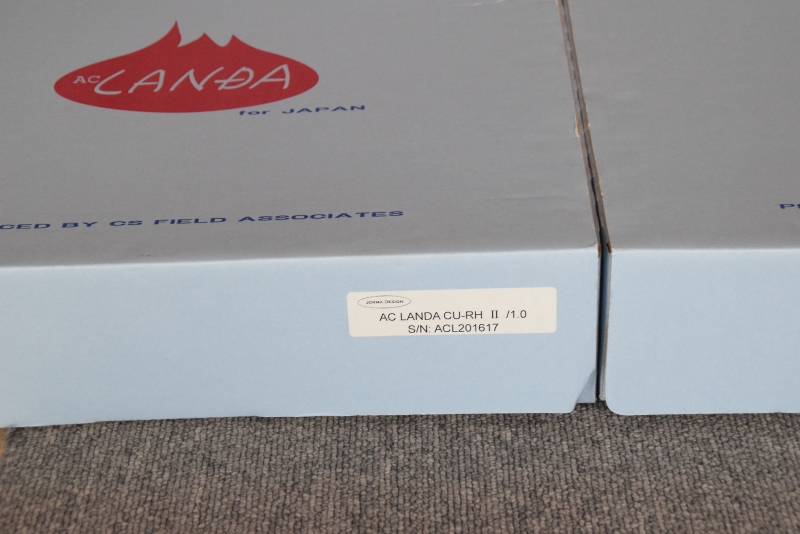 AC LANDA
for JAPAN
CED BY CS FIELD ASSOCIATES
P
JORMA DESIGN
AC LANDA CU-RH II /1.0
S/N: ACL201617